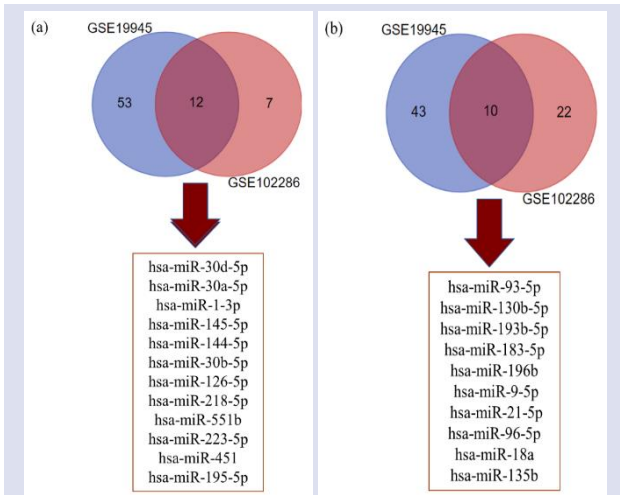 (a)
GSE19945
53
12
7
GSE102286
hsa-miR-30d-5p
hsa-miR-30a-5p
hsa-miR-1-3p
hsa-miR-145-5p
hsa-miR-144-5p
hsa-miR-30b-5p
hsa-miR-126-5p
hsa-miR-218-5p
hsa-miR-551b
hsa-miR-223-5p
hsa-miR-451
hsa-miR-195-5p
(b)
GSE19945
43
10
22
GSE102286
hsa-miR-93-5p
hsa-miR-130b-5p
hsa-miR-193b-5p
hsa-miR-183-5p
hsa-miR-196b
hsa-miR-9-5p
hsa-miR-21-5p
hsa-miR-96-5p
hsa-miR-18a
hsa-miR-135b